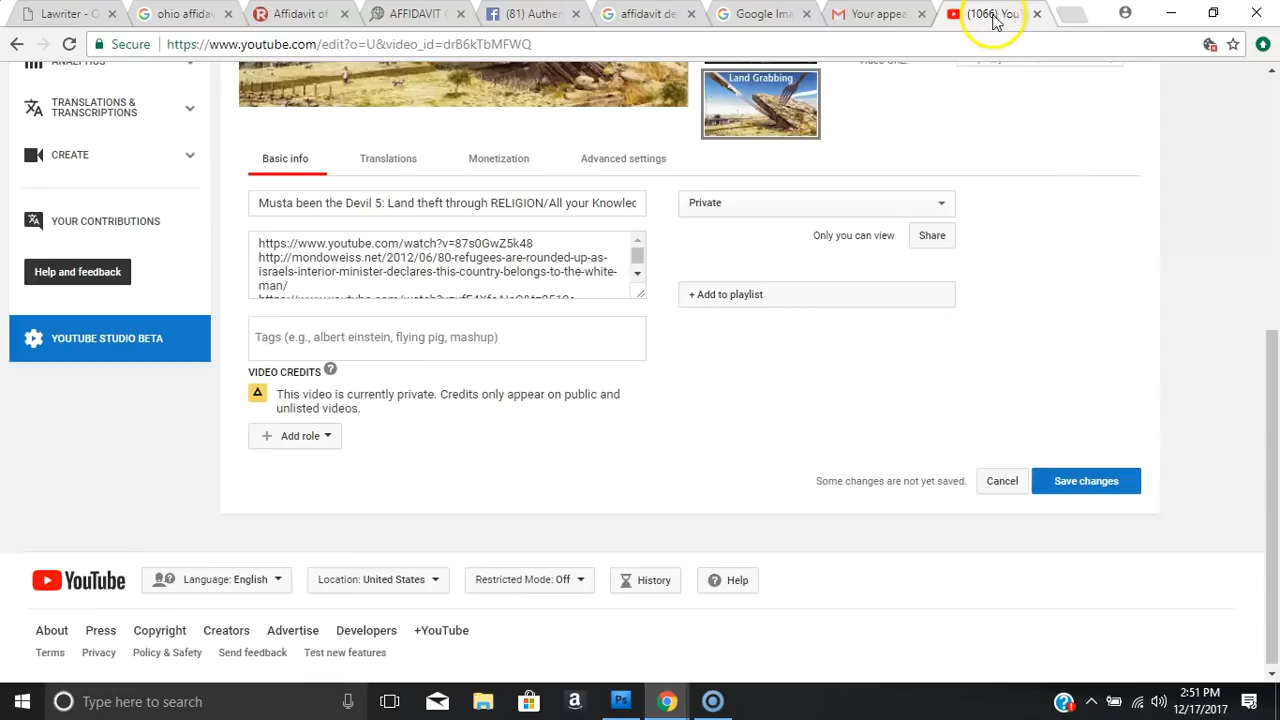 Lawriter - C
ohio affidav
Affidavit of
AFFIDAVIT C
(81) Authen
affidavit de
Google Ima
Your appea
(1066) YouT
Secure
https://www.youtube.com/edit?o=U&video_id=drB6kTbMFWQ
ANALYTICS
TRANSLATIONS &
TRANSCRIPTIONS
CREATE
YOUR CONTRIBUTIONS
Help and feedback
YOUTUBE STUDIO BETA
Land Grabbing
Basic info
Translations
Monetization
Advanced settings
Musta been the Devil 5: Land theft through RELIGION/All your Knowlec
Private
https://www.youtube.com/watch?v=87s0GwZ5k48
http://mondoweiss.net/2012/06/80-refugees-are-rounded-up-as-
israels-interior-minister-declares-this-country-belongs-to-the-white-
man/
Only you can view
Share
+ Add to playlist
Tags (e.g., albert einstein, flying pig, mashup)
VIDEO CREDITS ?
This video is currently private. Credits only appear on public and
unlisted videos.
+ Add role
Some changes are not yet saved.
Cancel
Save changes
YouTube
Language: English
Location: United States
Restricted Mode: Off
History
Help
About
Press
Copyright
Creators
Advertise
Developers
+YouTube
Terms
Privacy
Policy & Safety
Send feedback
Test new features
Type here to search
2:51 PM
12/17/2017